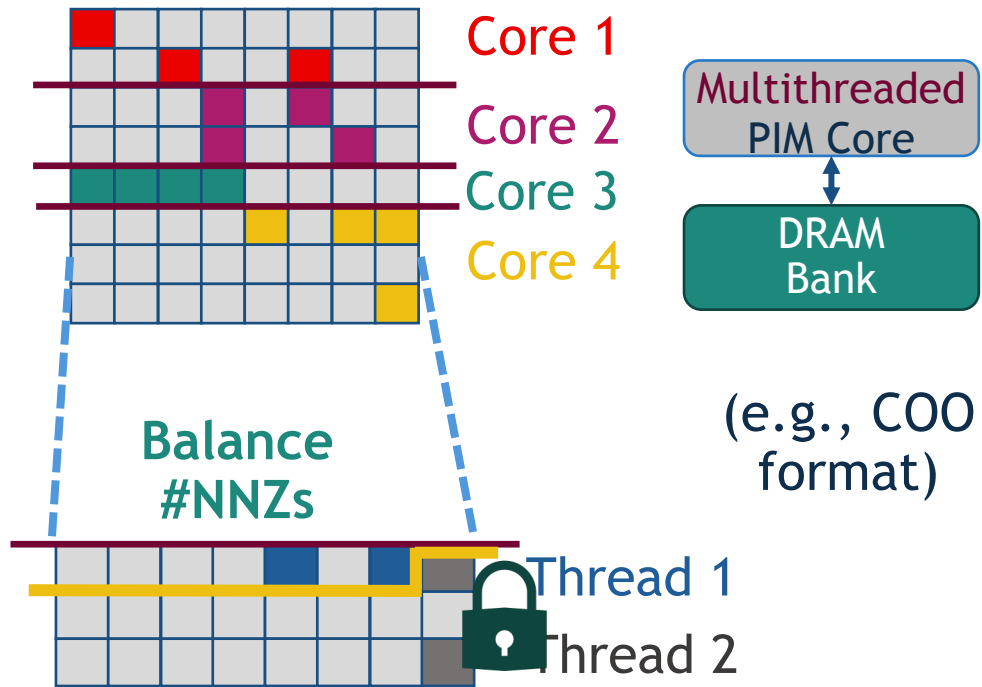 Core 1
Core 2
Core 3
Core 4
Multithreaded
PIM Core
DRAM
Bank
(e.g., COO
format)
Balance
#NNZs
Thread 1
Thread 2